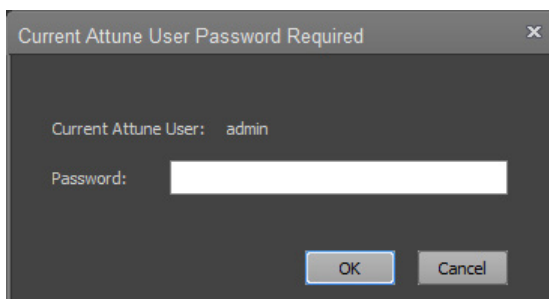 Current Attune User Password Required
Current Attune User: admin
Password:
OK Cancel